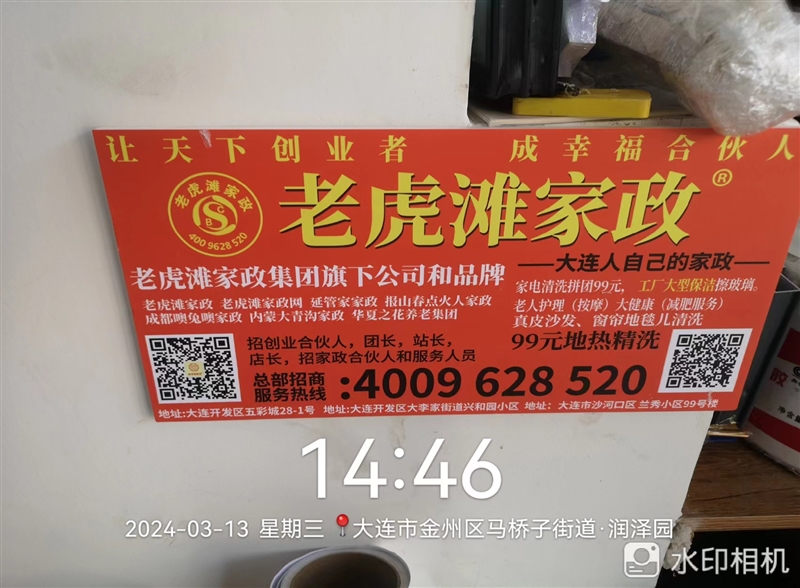 让天下创业者 成幸福合伙人
老虎滩家政
S
C
B
400 9628 520
老虎滩家政®
大连人自己的家政
老虎滩家政集团旗下公司和品牌
老虎滩家政 老虎滩家政网 延管家家政 报山春点火人家政
成都噢兔噢家政 内蒙大青沟家政 华夏之花养老集团
家电清洗拼团99元,工厂大型保洁擦玻璃。
老人护理(按摩)大健康(减肥服务)
真皮沙发、窗帘地毯儿清洗
99元地热精洗
招创业合伙人,团长,站长,
店长,招家政合伙人和服务人员
总部招商
服务热线:4009 628 520
地址:大连开发区五彩城28-1号 地址:大连开发区大李家街道兴和园小区 地址:大连市沙河口区 兰秀小区99号楼
14:46
2024-03-13 星期三 大连市金州区马桥子街道·润泽园
水印相机